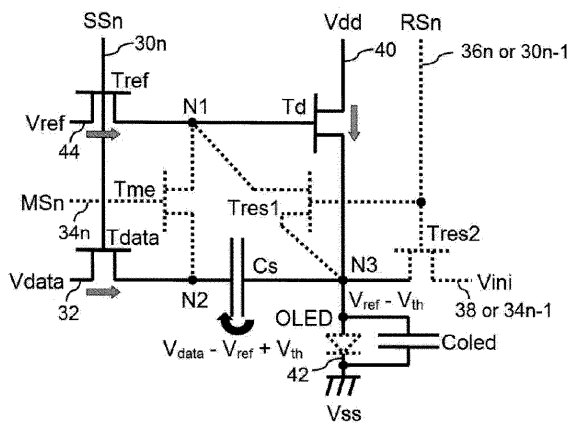 SSn Vdd RSn
30n 40 36n or 30n-1
Tref N1 Td
Vref
44
Tme Tres1
MSn
34n Tres2
Tdata
Vdata Cs N3 Vini
32 N2 38 or 34n-1
OLED Vref - Vth
Vdata - Vref + Vth Coled
42
Vss